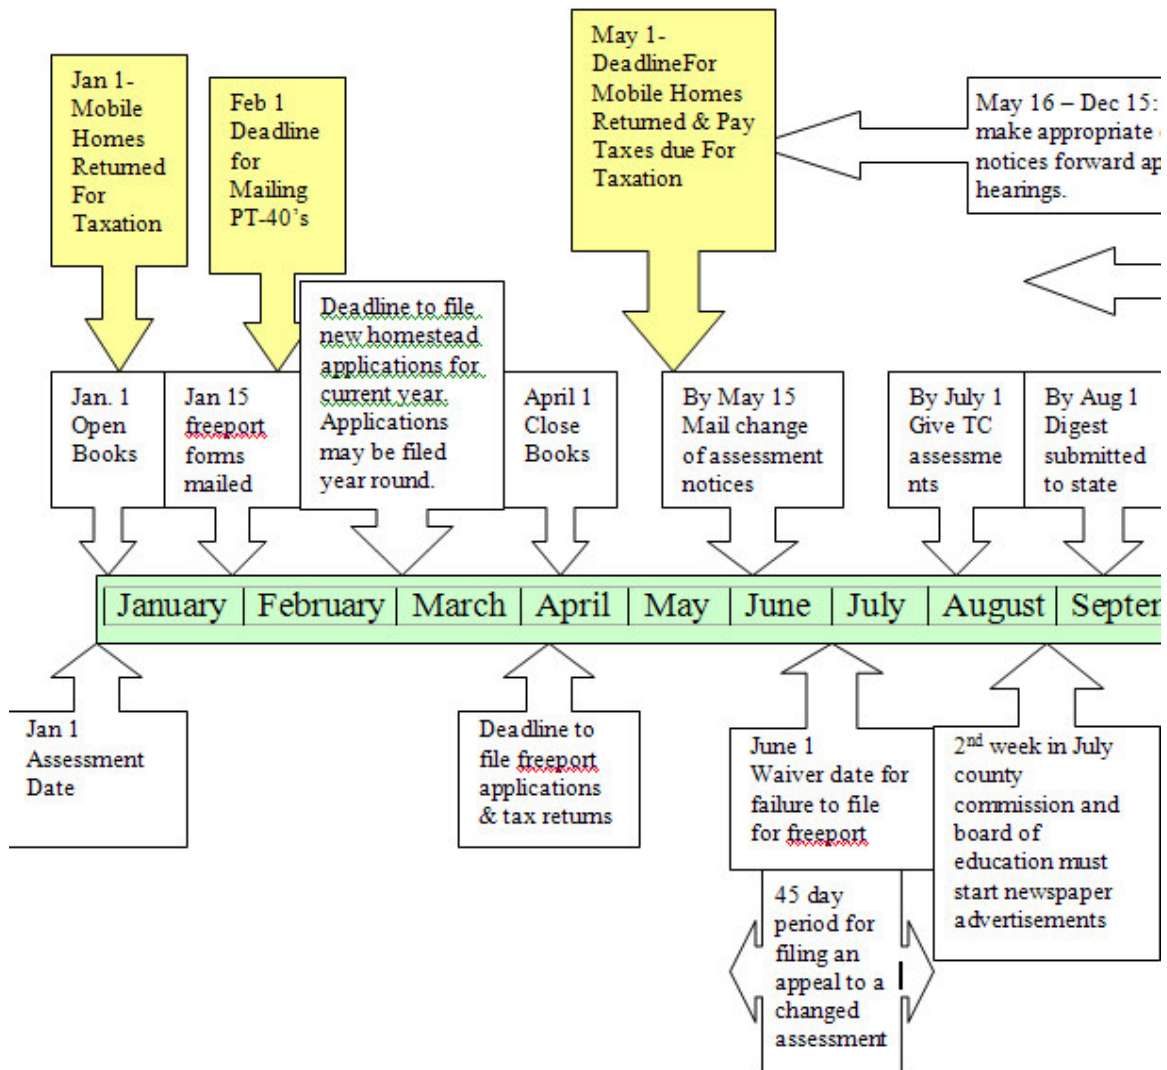 Jan 1-
Mobile
Homes
Returned
For
Taxation
Feb 1
Deadline
for
Mailing
PT-40's
May 1-
DeadlineFor
Mobile Homes
Returned & Pay
Taxes due For
Taxation
May 16 – Dec 15:
make appropriate
notices forward
hearings.
Jan. 1
Open
Books
Jan 15
freeport
forms
mailed
Deadline to file
new homestead
applications for
current year.
Applications
may be filed
year round.
April 1
Close
Books
By May 15
Mail change
of assessment
notices
By July 1
Give TC
assessme
nts
By Aug 1
Digest
submitted
to state
January February March April May June July August Septem
Jan 1
Assessment
Date
Deadline to
file freeport
applications
& tax returns
June 1
Waiver date for
failure to file
for freeport
45 day
period for
filing an
appeal to a
changed
assessment
2nd week in July
county
commission and
board of
education must
start newspaper
advertisements